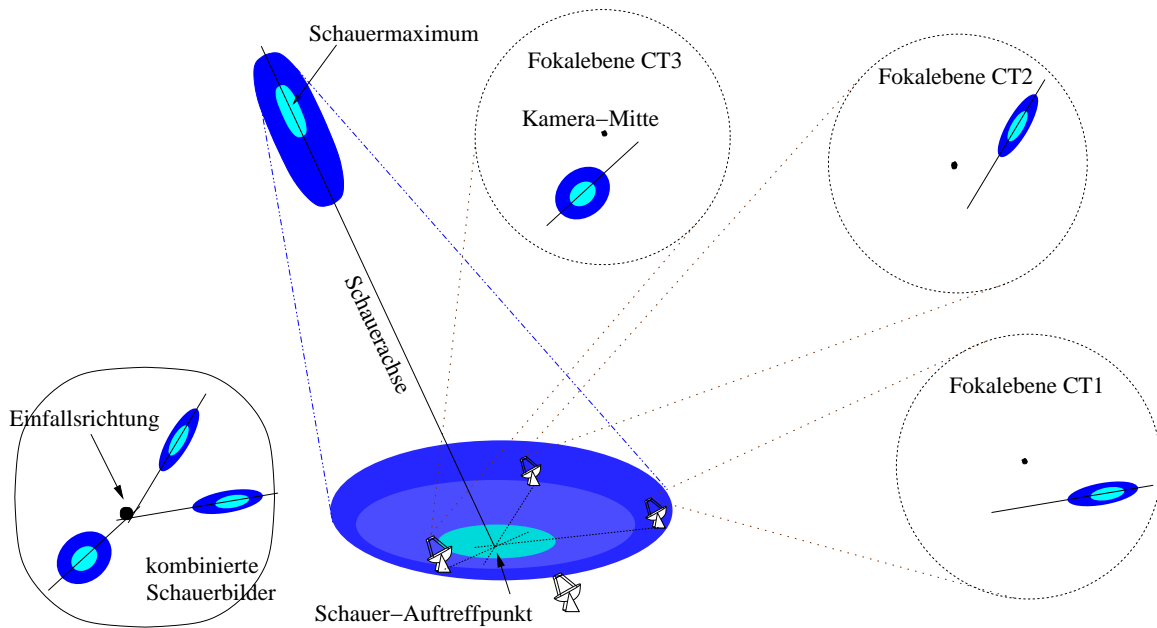 Schauermaximum
Fokalebene CT3
Kamera−Mitte
Fokalebene CT2
Schauerachse
Fokalebene CT1
Einfallsrichtung
kombinierte
Schauerbilder
Schauer−Auftreffpunkt